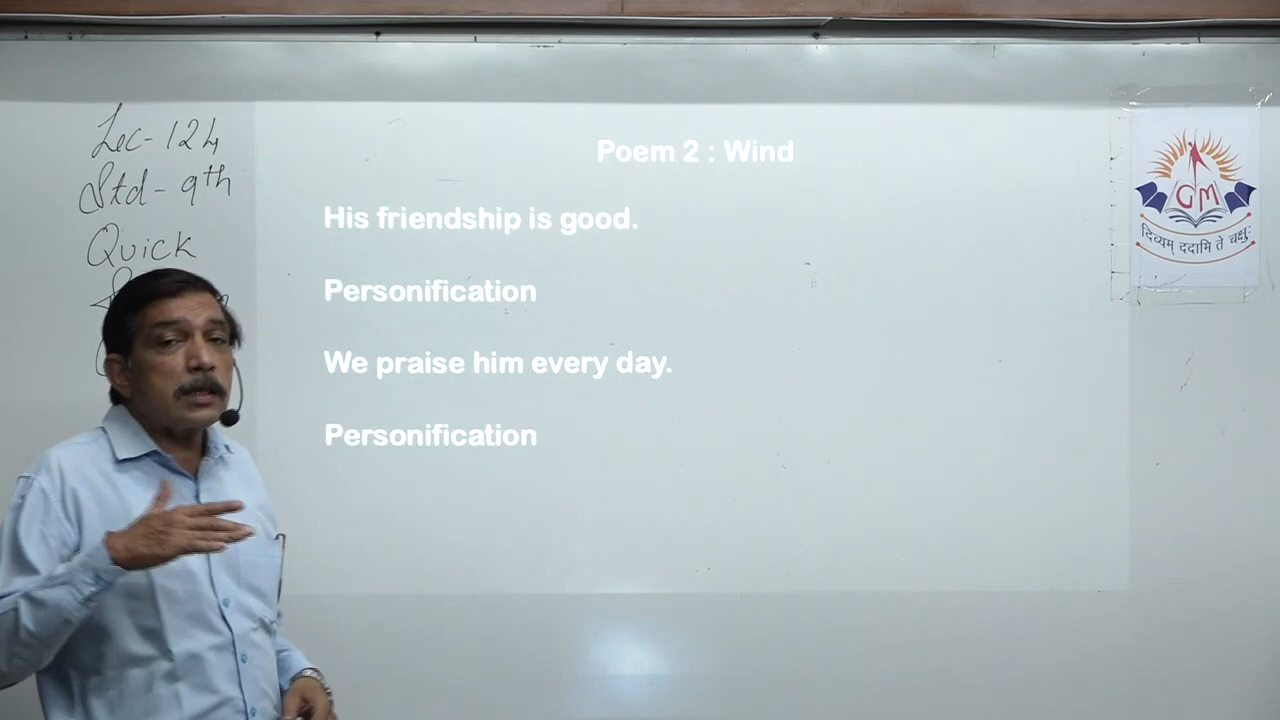 Lec-124
Std-9th
Quick
Poem 2 : Wind
His friendship is good.
Personification
We praise him every day.
Personification
GM
दिव्यम् ददामि ते चक्षुः